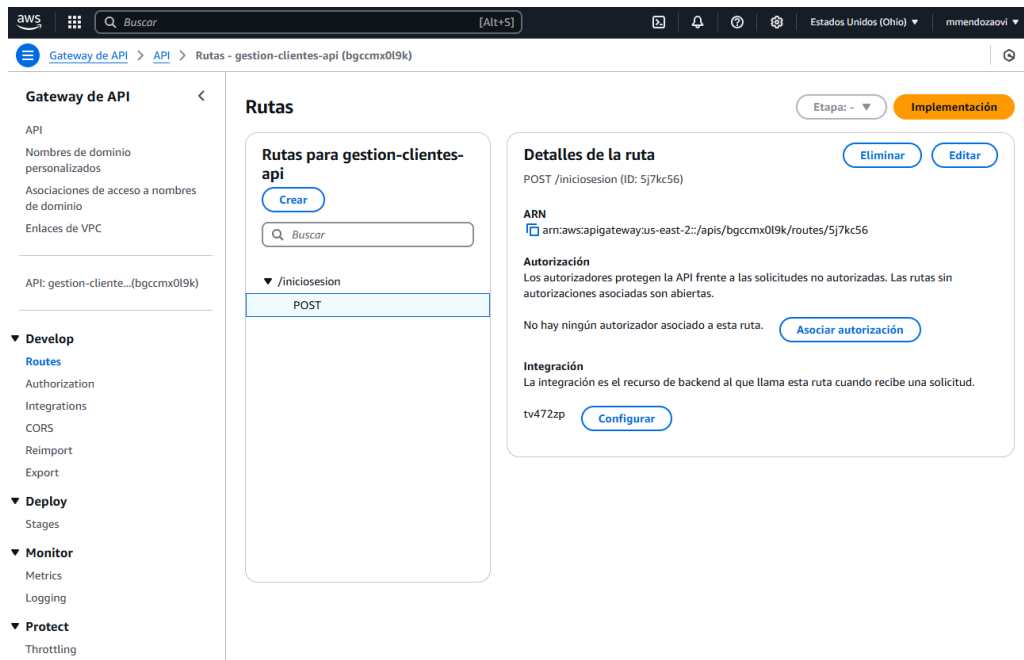 aws
Buscar [Alt+S]
Estados Unidos (Ohio) mmendozaovi
Gateway de API > API > Rutas - gestion-clientes-api (bgccmx0l9k)
Gateway de API
API
Nombres de dominio
personalizados
Asociaciones de acceso a nombres
de dominio
Enlaces de VPC
API: gestion-cliente...(bgccmx0l9k)
Develop
Routes
Authorization
Integrations
CORS
Reimport
Export
Deploy
Stages
Monitor
Metrics
Logging
Protect
Throttling
Rutas
Etapa: -
Implementación
Rutas para gestion-clientes-
api
Crear
Buscar
/iniciosesion
POST
Detalles de la ruta
Eliminar
Editar
POST /iniciosesion (ID: 5j7kc56)
ARN
arn:aws:apigateway:us-east-2::/apis/bgccmx0l9k/routes/5j7kc56
Autorización
Los autorizadores protegen la API frente a las solicitudes no autorizadas. Las rutas sin
autorizaciones asociadas son abiertas.
No hay ningún autorizador asociado a esta ruta.
Asociar autorización
Integración
La integración es el recurso de backend al que llama esta ruta cuando recibe una solicitud.
tv472zp
Configurar